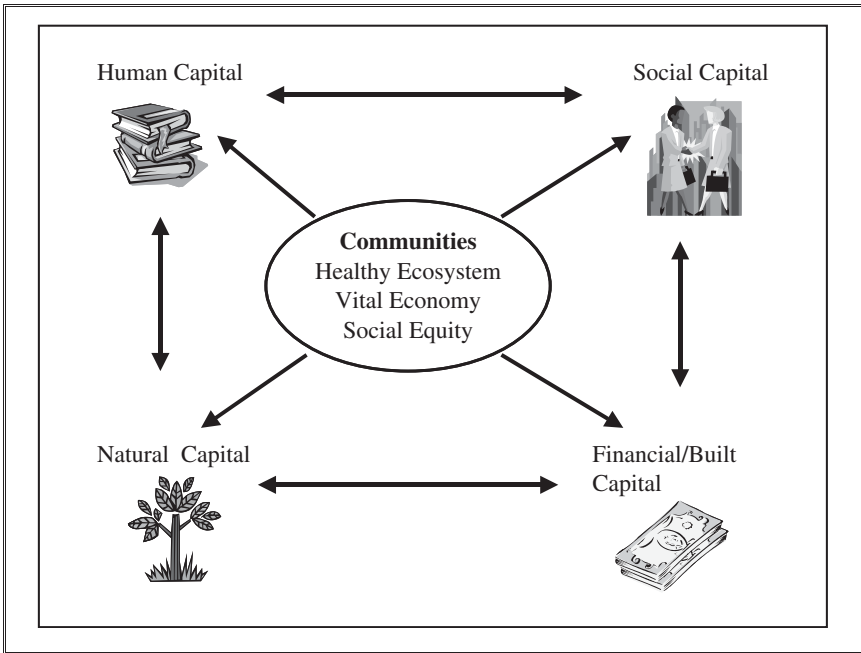 Human Capital
Social Capital
Communities
Healthy Ecosystem
Vital Economy
Social Equity
Natural Capital
Financial/Built
Capital